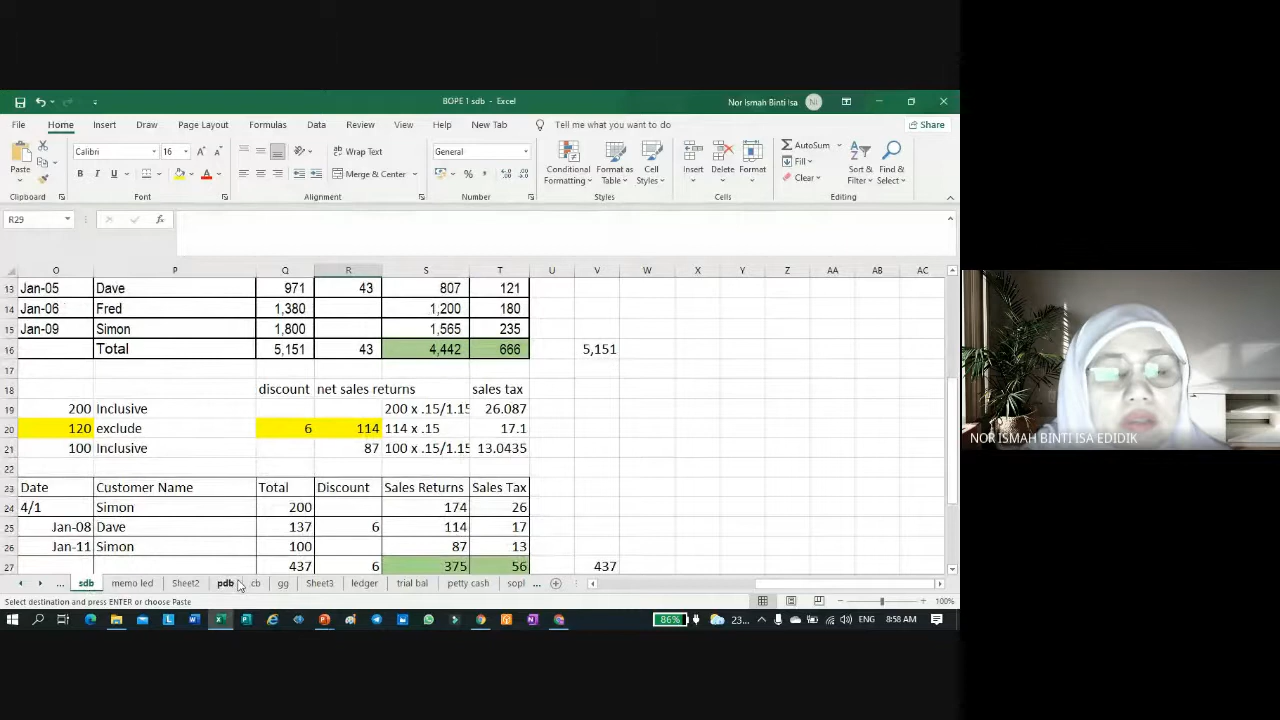 BOPE 1 sdb - Excel
Nor Ismah Binti Isa NI
File Home Insert Draw Page Layout Formulas Data Review View Help New Tab Tell me what you want to do Share
Calibri 16 Wrap Text General AutoSum
Paste B I U Merge & Center Conditional Formatting Format as Table Cell Styles Insert Delete Format Fill Clear Sort & Filter Find & Select
Clipboard Font Alignment Number Styles Cells Editing
R29 fx
O P Q R S T U V W X Y Z AA AB AC
13 Jan-05 Dave 971 43 807 121
14 Jan-06 Fred 1,380 1,200 180
15 Jan-09 Simon 1,800 1,565 235
16 Total 5,151 43 4,442 666 5,151
17
18 discount net sales returns sales tax
19 200 Inclusive 200 x .15/1.15 26.087
20 120 exclude 6 114 114 x .15 17.1
21 100 Inclusive 87 100 x .15/1.15 13.0435
22
23 Date Customer Name Total Discount Sales Returns Sales Tax
24 4/1 Simon 200 174 26
25 Jan-08 Dave 137 6 114 17
26 Jan-11 Simon 100 87 13
27 437 6 375 56 437
... sdb memo led Sheet2 pdb cb gg Sheet3 ledger trial bal petty cash sopl ...
Select destination and press ENTER or choose Paste 100%
86% 23... ENG 8:58 AM
NOR ISMAH BINTI ISA EDIDIK